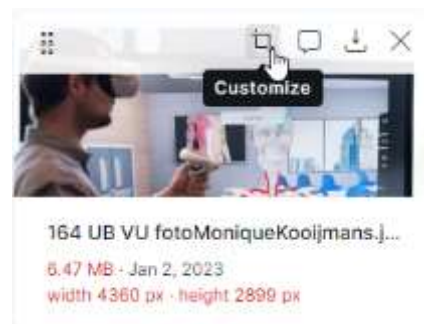 Customize
164 UB VU fotoMoniqueKooijmans.j...
6.47 MB · Jan 2, 2023
width 4360 px · height 2899 px